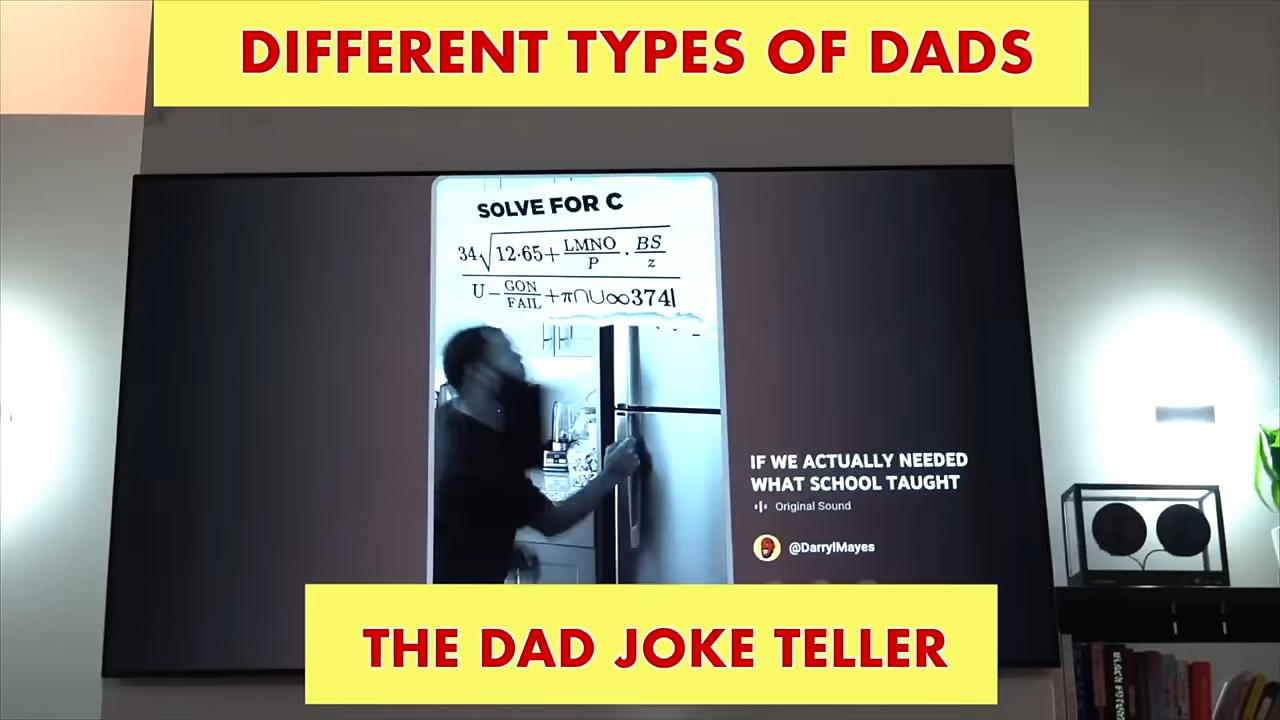 DIFFERENT TYPES OF DADS
SOLVE FOR C
34√12·65+LMNO/P · BS/z
U-GON/FAIL+π∩∪∞374|
IF WE ACTUALLY NEEDED
WHAT SCHOOL TAUGHT
Original Sound
@DarrylMayes
THE DAD JOKE TELLER